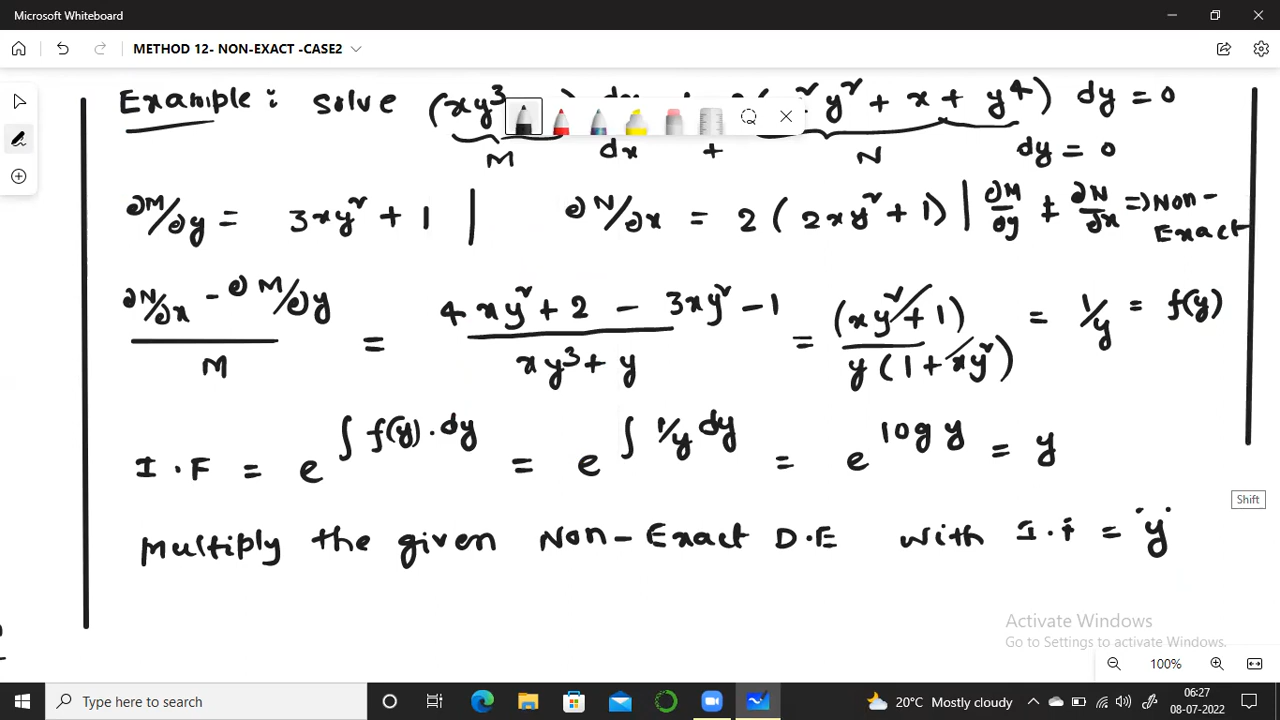 Microsoft Whiteboard
METHOD 12- NON-EXACT -CASE2
Example : solve (xy³ dx + 2( ²y² + x + y⁴) dy = 0
M dx + N dy = 0
∂M/∂y = 3xy² + 1 | ∂N/∂x = 2 ( 2xy² + 1) | ∂M/∂y ≠ ∂N/∂x => Non-Exact
(∂N/∂x - ∂M/∂y) / M = (4xy² + 2 - 3xy² - 1) / (xy³ + y) = (xy² + 1) / y(1 + xy²) = 1/y = f(y)
I.F = e^∫ f(y).dy = e^∫ 1/y dy = e^log y = y
Multiply the given Non-Exact D.E with I.F = 'y'
Shift
Activate Windows
Go to Settings to activate Windows.
100%
Type here to search
20°C Mostly cloudy
06:27
08-07-2022